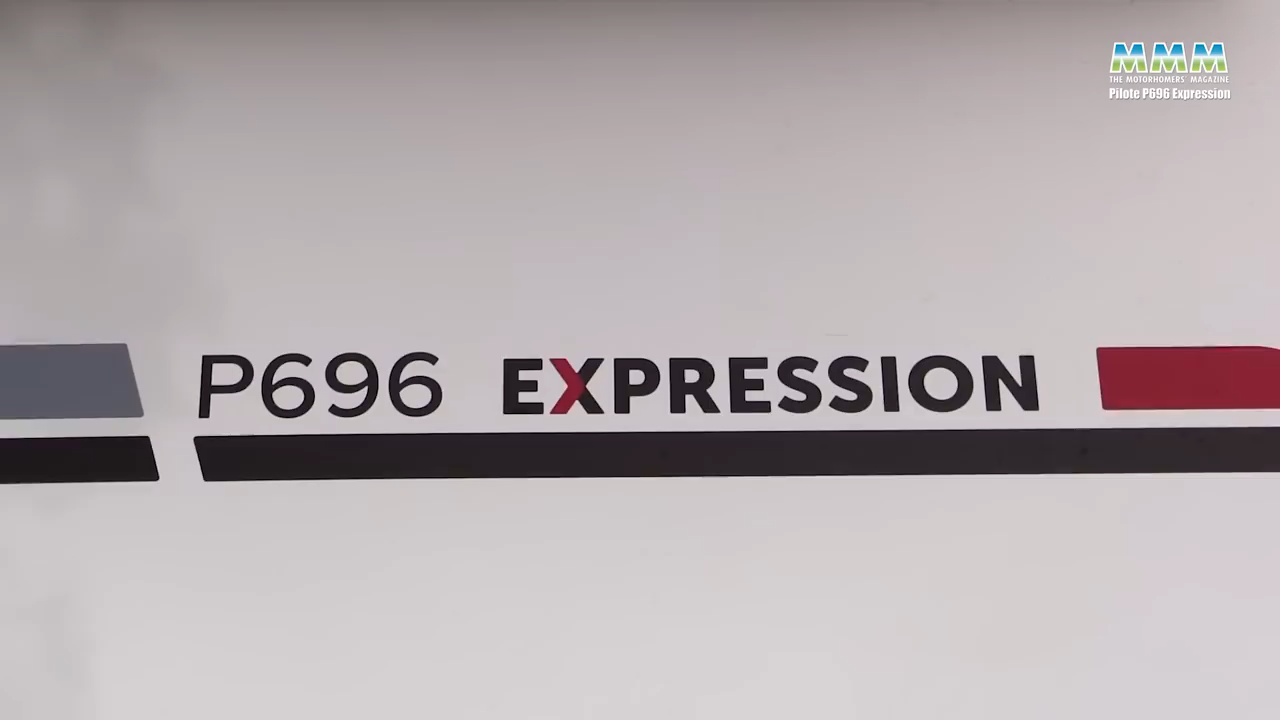 MMM
THE MOTORHOMERS' MAGAZINE
Pilote P696 Expression
P696 EXPRESSION